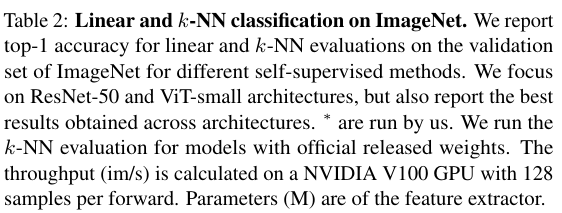 Table 2: Linear and k-NN classification on ImageNet. We report
top-1 accuracy for linear and k-NN evaluations on the validation
set of ImageNet for different self-supervised methods. We focus
on ResNet-50 and ViT-small architectures, but also report the best
results obtained across architectures. * are run by us. We run the
k-NN evaluation for models with official released weights. The
throughput (im/s) is calculated on a NVIDIA V100 GPU with 128
samples per forward. Parameters (M) are of the feature extractor.